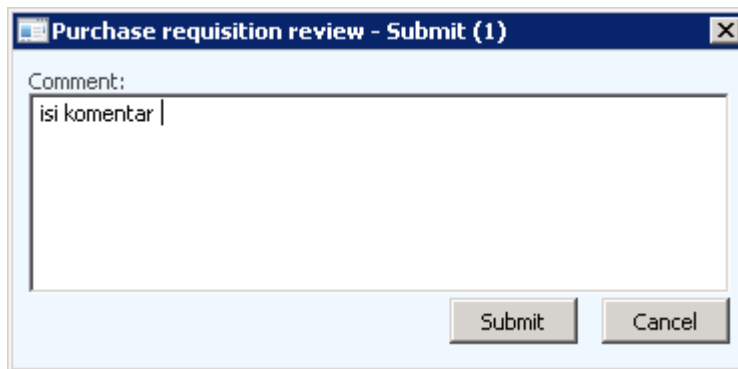 Purchase requisition review - Submit (1)
Comment:
isi komentar
Submit
Cancel